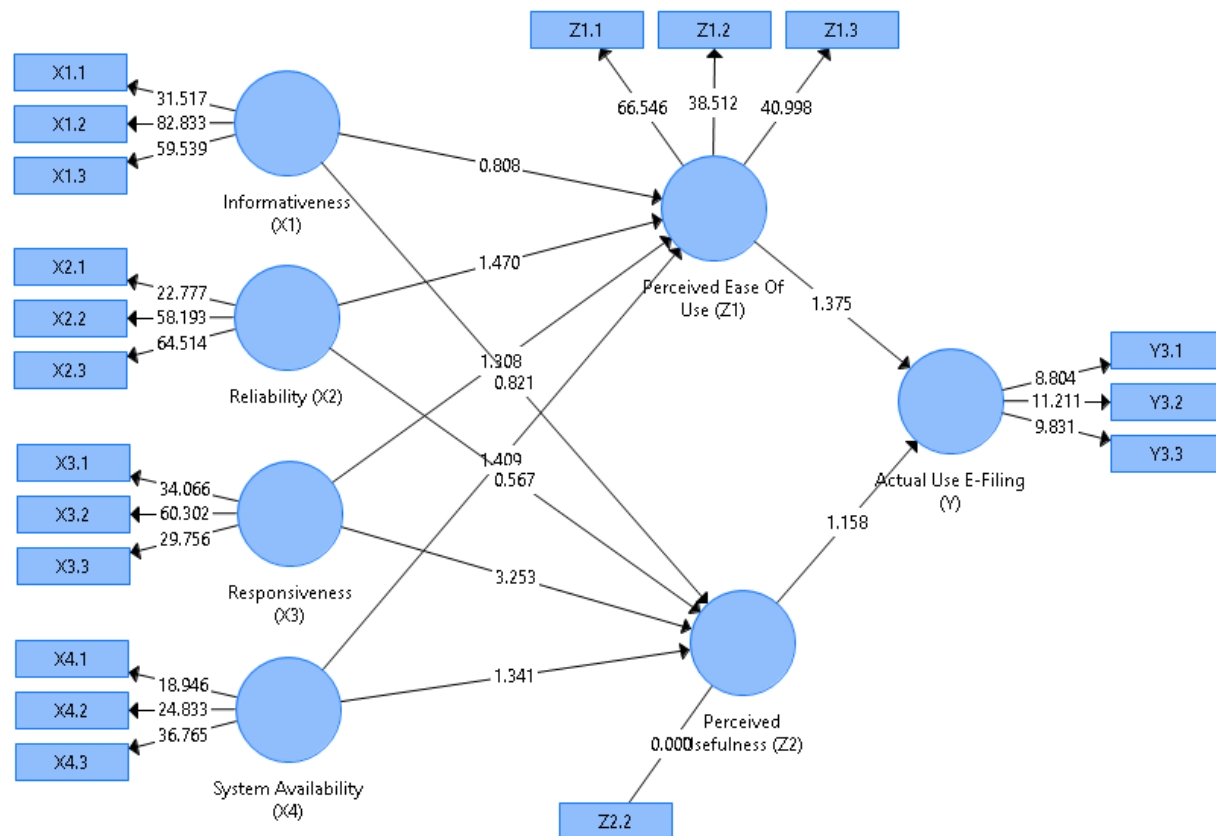 Z1.1
Z1.2
Z1.3
X1.1
X1.2
X1.3
31.517
82.833
59.539
66.546
38.512
40.998
Informativeness
(X1)
0.808
X2.1
X2.2
X2.3
22.777
58.193
64.514
Reliability (X2)
1.470
Perceived Ease Of
Use (Z1)
1.375
1.308
0.821
Y3.1
Y3.2
Y3.3
8.804
11.211
9.831
Actual Use E-Filing
(Y)
X3.1
X3.2
X3.3
34.066
60.302
29.756
Responsiveness
(X3)
1.409
0.567
3.253
1.158
X4.1
X4.2
X4.3
18.946
24.833
36.765
System Availability
(X4)
1.341
Perceived
Usefulness (Z2)
0.000
Z2.2